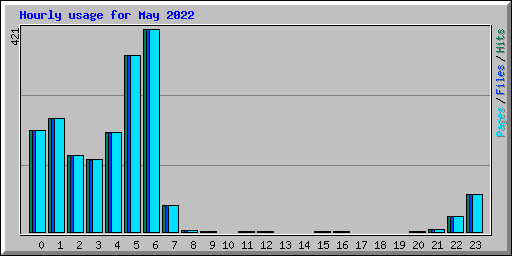 Hourly usage for May 2022
421
Pages / Files / Hits
0 1 2 3 4 5 6 7 8 9 10 11 12 13 14 15 16 17 18 19 20 21 22 23